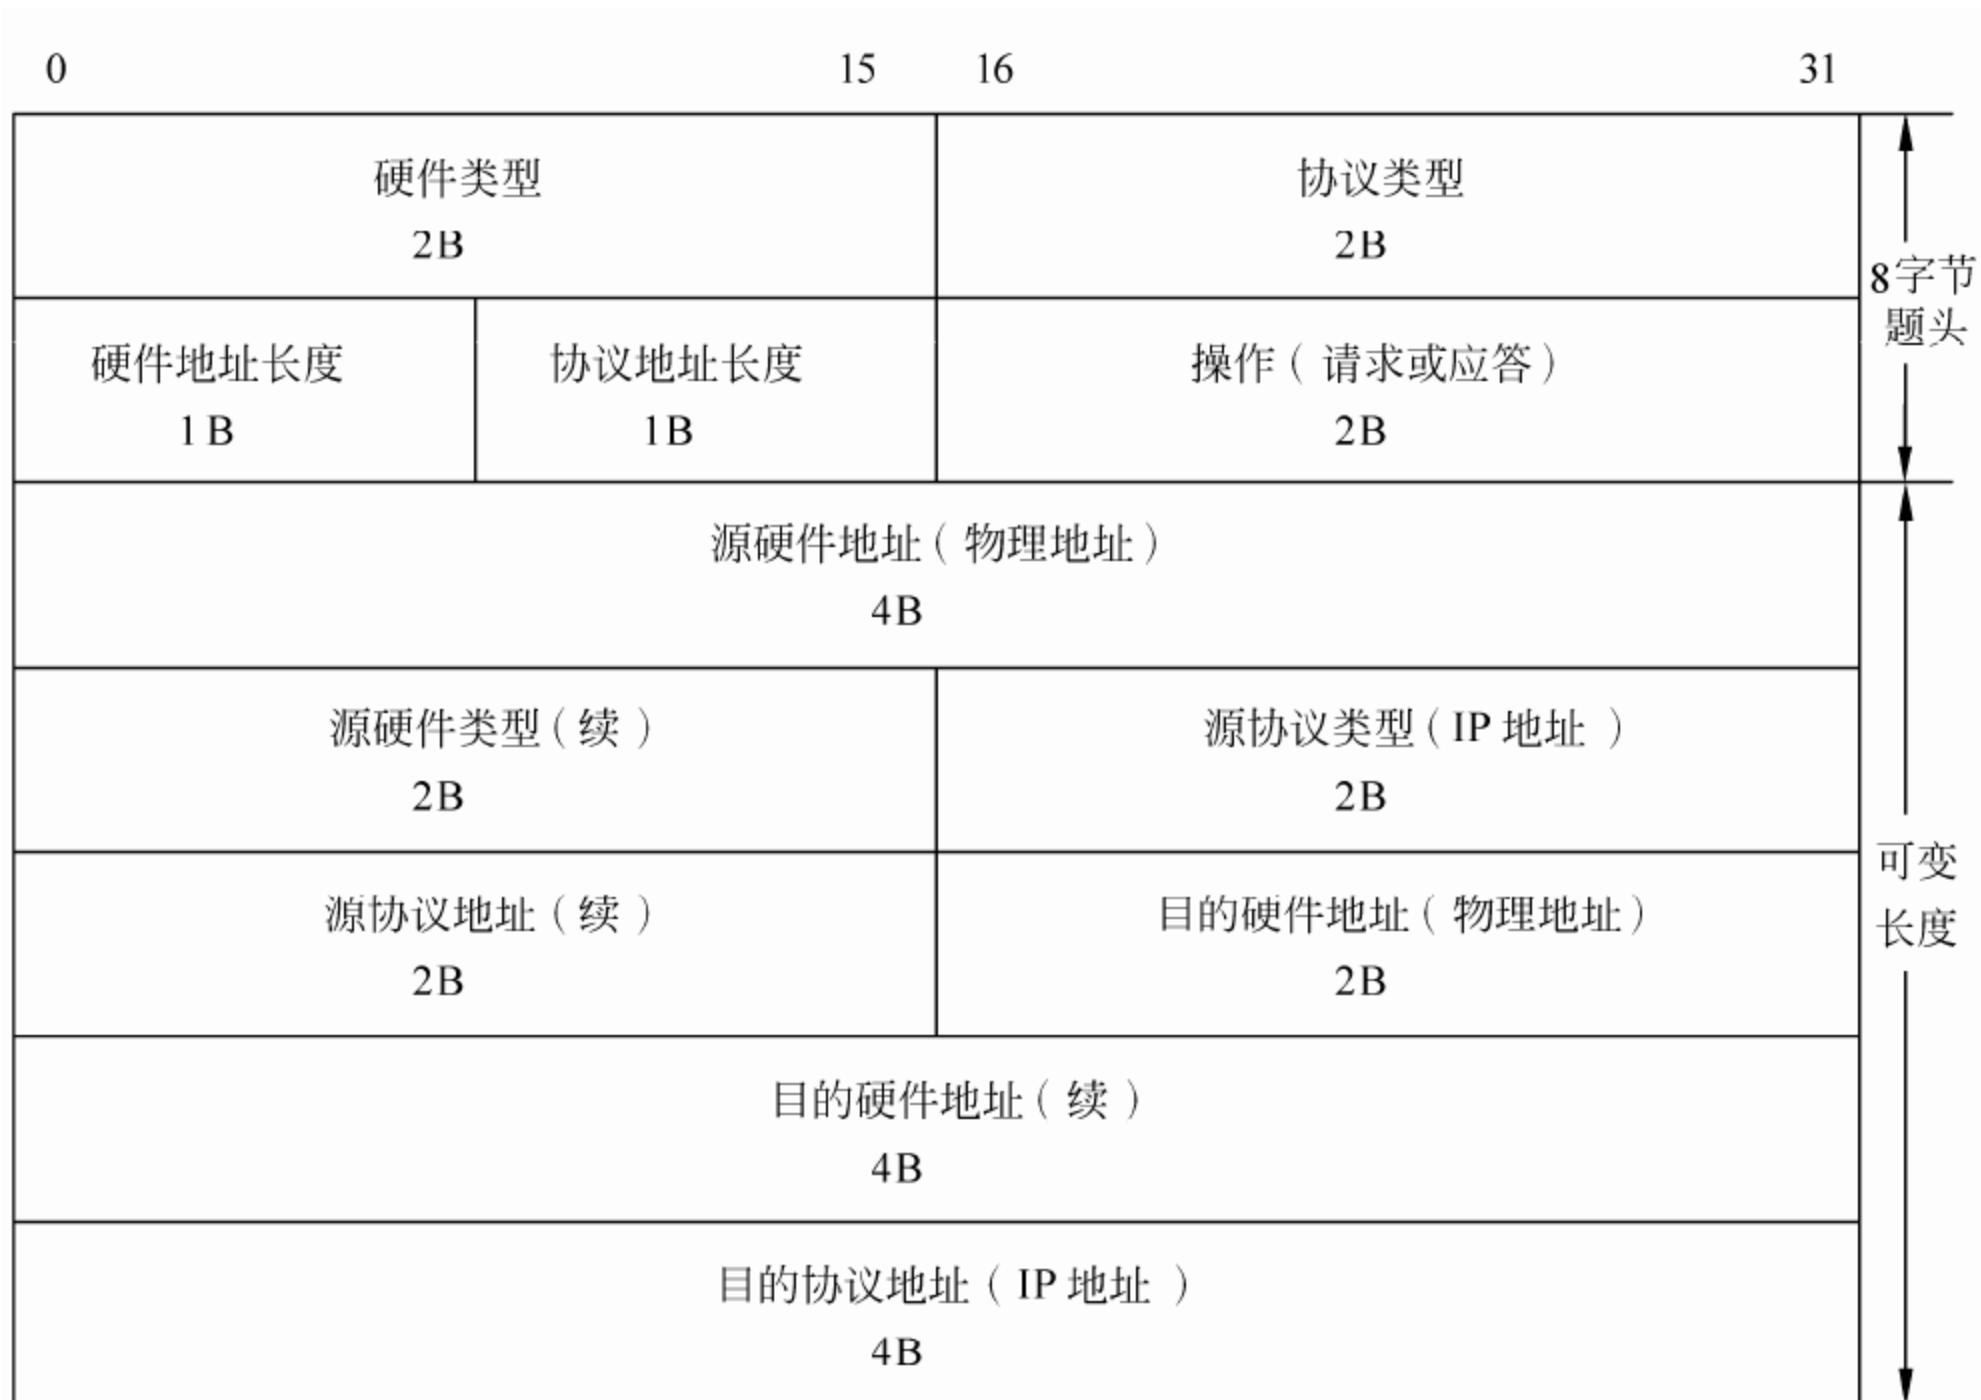 0 15 16 31
硬件类型 协议类型
2B 2B
8字节
题头
硬件地址长度 协议地址长度 操作(请求或应答)
1B 1B 2B
源硬件地址(物理地址)
4B
源硬件类型(续) 源协议类型(IP地址)
2B 2B
可变
长度
源协议地址(续) 目的硬件地址(物理地址)
2B 2B
目的硬件地址(续)
4B
目的协议地址(IP地址)
4B